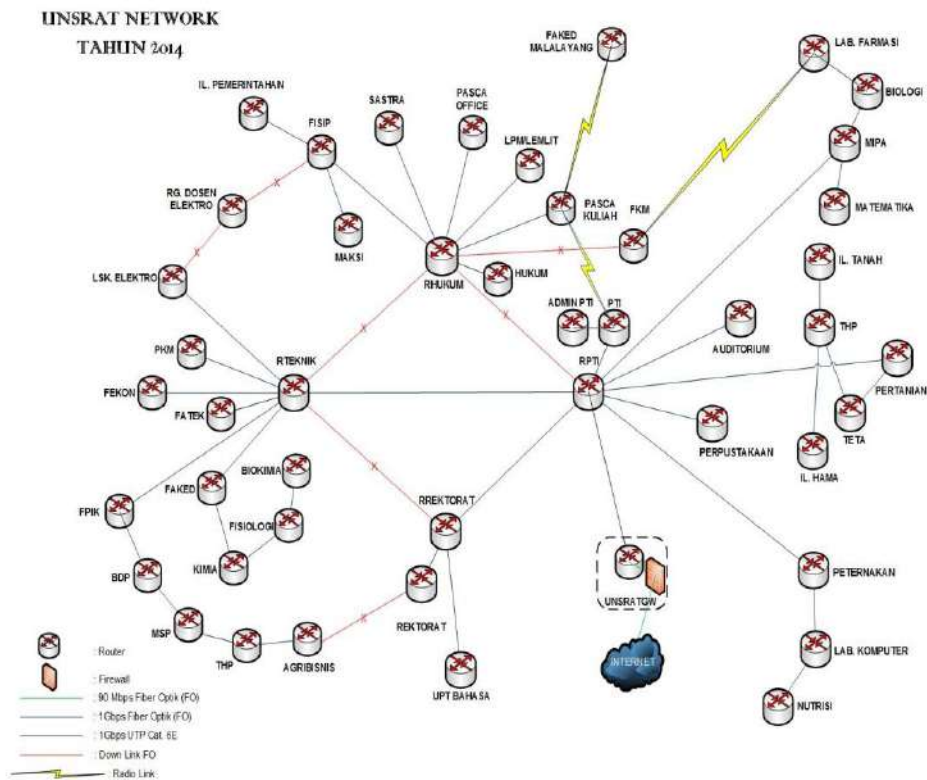 UNSRAT NETWORK
TAHUN 2014
FAKED
MALALAYANG
LAB. FARMASI
IL. PEMERINTAHAN
SASTRA
PASCA
OFFICE
BIOLOGI
FISIP
LPM/LEMLIT
MIPA
RG. DOSEN
ELEKTRO
PASCA
KULIAH
FKM
MATEMATIKA
MAKSI
LSK. ELEKTRO
RHUKUM
HUKUM
IL. TANAH
ADMIN PTI
PTI
PKM
RTEKNIK
RPTI
AUDITORIUM
THP
FEKON
FATEK
PERTANIAN
PERPUSTAKAAN
TETA
IL. HAMA
BIOKIMIA
FAKED
RREKTORAT
FPIK
FISIOLOGI
BDP
KIMIA
UNSRATGW
PETERNAKAN
REKTORAT
MSP
THP
AGRIBISNIS
INTERNET
LAB. KOMPUTER
UPT BAHASA
NUTRISI
: Router
: Firewall
: 90 Mbps Fiber Optik (FO)
: 1Gbps Fiber Optik (FO)
: 1Gbps UTP Cat. 6E
: Down Link FO
: Radio Link